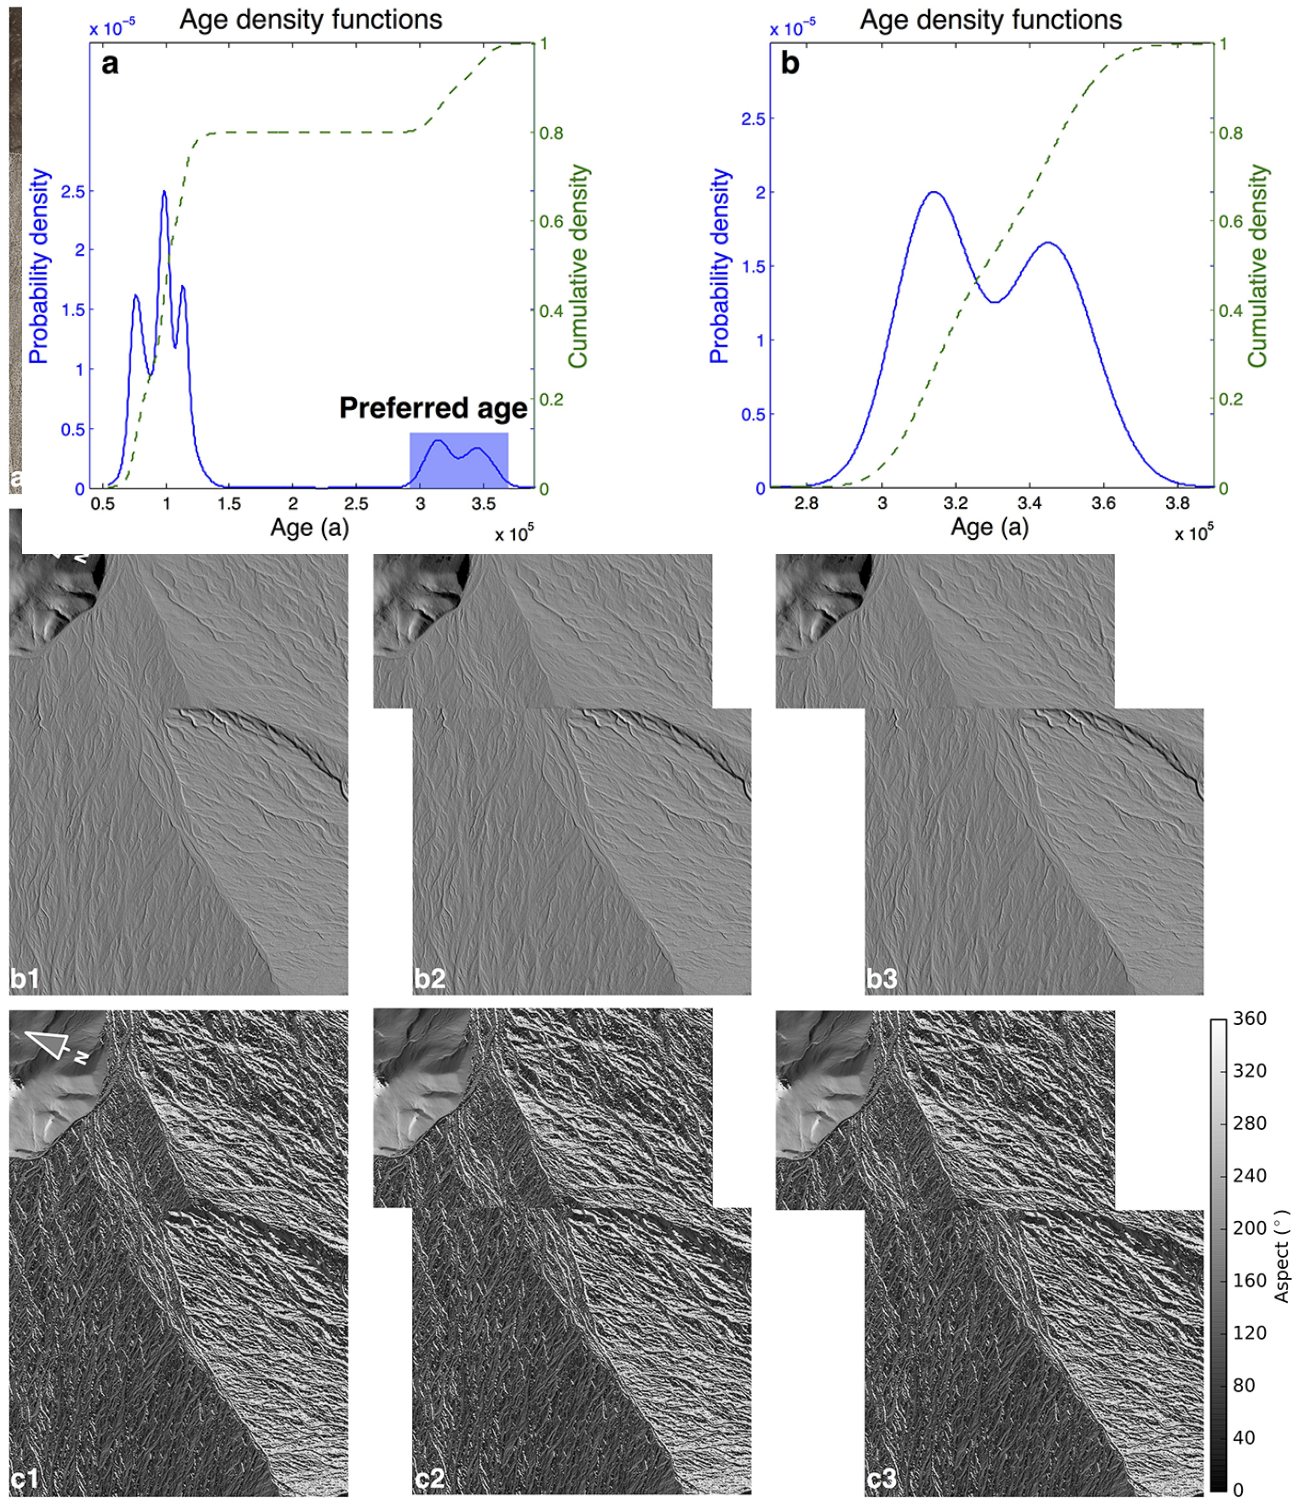 Age density functions
x 10⁻⁵
a
1
0.8
0.6
0.4
0.2
0
2.5
2
1.5
1
0.5
0
Probability density
Cumulative density
Preferred age
0.5 1 1.5 2 2.5 3 3.5
Age (a)
x 10⁵
Age density functions
x 10⁻⁵
b
1
0.8
0.6
0.4
0.2
0
2.5
2
1.5
1
0.5
0
Probability density
Cumulative density
2.8 3 3.2 3.4 3.6 3.8
Age (a)
x 10⁵
a
N
b1
b2
b3
N
c1
c2
c3
360
320
280
240
200
160
120
80
40
0
Aspect (°)